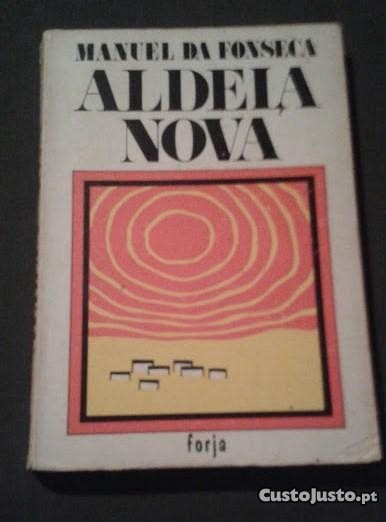 MANUEL DA FONSECA
ALDEIA
NOVA
forja
CustoJusto.pt